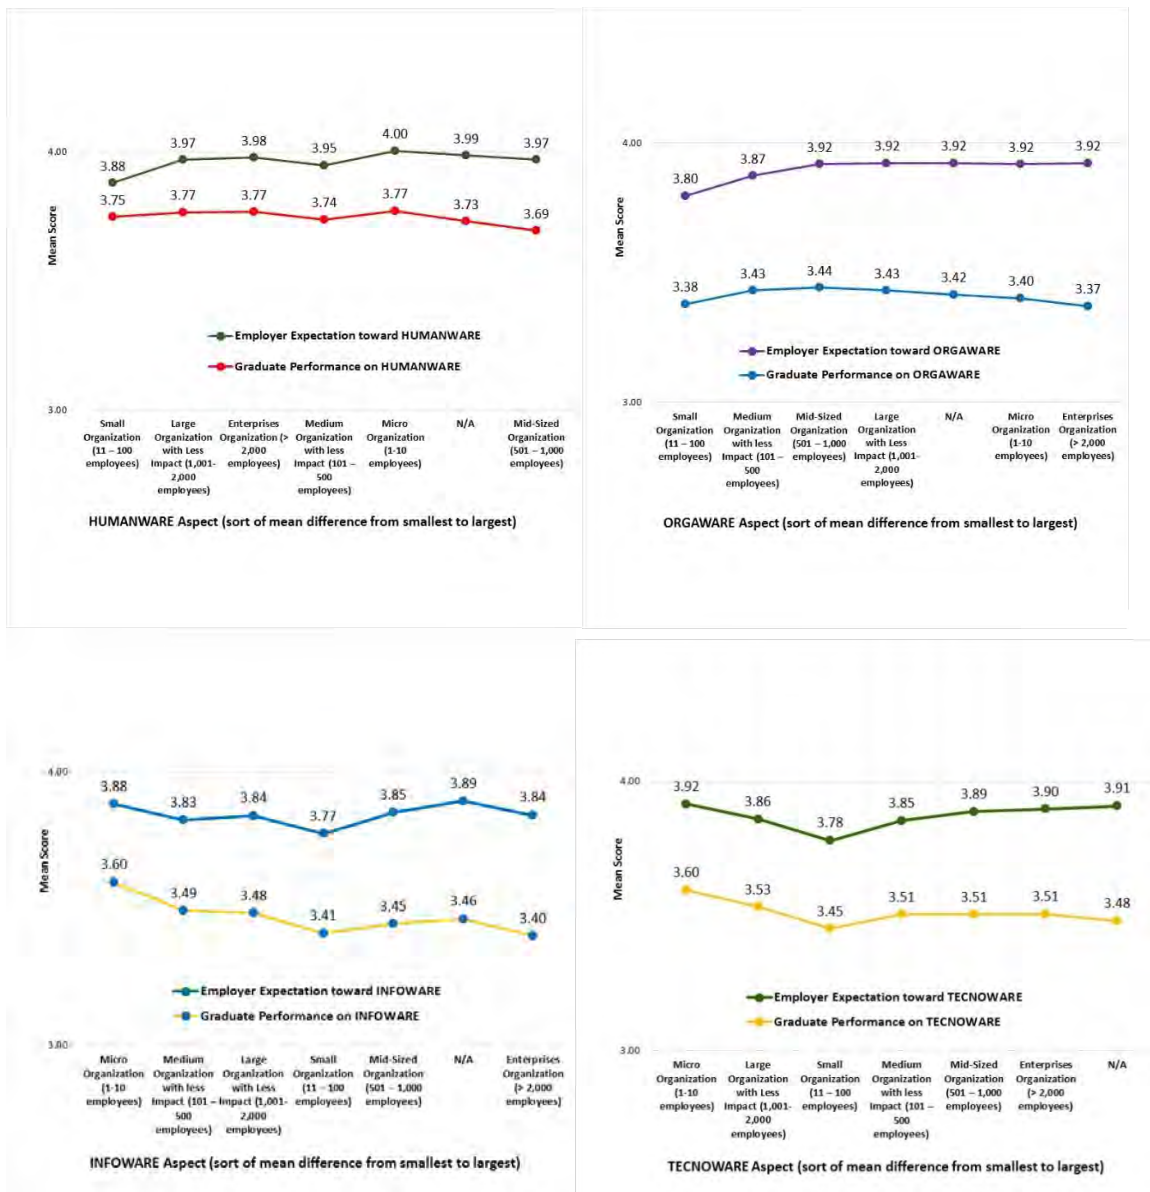 4.00
3.88
3.97
3.98
3.95
4.00
3.99
3.97
3.75
3.77
3.77
3.74
3.77
3.73
3.69
Mean Score
Employer Expectation toward HUMANWARE
Graduate Performance on HUMANWARE
3.00
Small
Organization
(11 – 100
employees)
Large
Organization
with Less
Impact (1,001-
2,000
employees)
Enterprises
Organization (>
2,000
employees)
Medium
Organization
with less
Impact (101 –
500
employees)
Micro
Organization
(1-10
employees)
N/A
Mid-Sized
Organization
(501 – 1,000
employees)
HUMANWARE Aspect (sort of mean difference from smallest to largest)
4.00
3.80
3.87
3.92
3.92
3.92
3.92
3.92
Mean Score
3.38
3.43
3.44
3.43
3.42
3.40
3.37
Employer Expectation toward ORGAWARE
Graduate Performance on ORGAWARE
3.00
Small
Organization
(11 – 100
employees)
Medium
Organization
with less
Impact (101 –
500
employees)
Mid-Sized
Organization
(501 – 1,000
employees)
Large
Organization
with Less
Impact (1,001-
2,000
employees)
N/A
Micro
Organization
(1-10
employees)
Enterprises
Organization
(> 2,000
employees)
ORGAWARE Aspect (sort of mean difference from smallest to largest)
4.00
3.88
3.83
3.84
3.77
3.85
3.89
3.84
Mean Score
3.60
3.49
3.48
3.41
3.45
3.46
3.40
Employer Expectation toward INFOWARE
Graduate Performance on INFOWARE
3.00
Micro
Organization
(1-10
employees)
Medium
Organization
with less
Impact (101 –
500
employees)
Large
Organization
with Less
Impact (1,001-
2,000
employees)
Small
Organization
(11 – 100
employees)
Mid-Sized
Organization
(501 – 1,000
employees)
N/A
Enterprises
Organization
(> 2,000
employees)
INFOWARE Aspect (sort of mean difference from smallest to largest)
4.00
3.92
3.86
3.78
3.85
3.89
3.90
3.91
Mean Score
3.60
3.53
3.45
3.51
3.51
3.51
3.48
Employer Expectation toward TECNOWARE
Graduate Performance on TECNOWARE
3.00
Micro
Organization
(1-10
employees)
Large
Organization
with Less
Impact (1,001-
2,000
employees)
Small
Organization
(11 – 100
employees)
Medium
Organization
with less
Impact (101 –
500
employees)
Mid-Sized
Organization
(501 – 1,000
employees)
Enterprises
Organization
(> 2,000
employees)
N/A
TECNOWARE Aspect (sort of mean difference from smallest to largest)